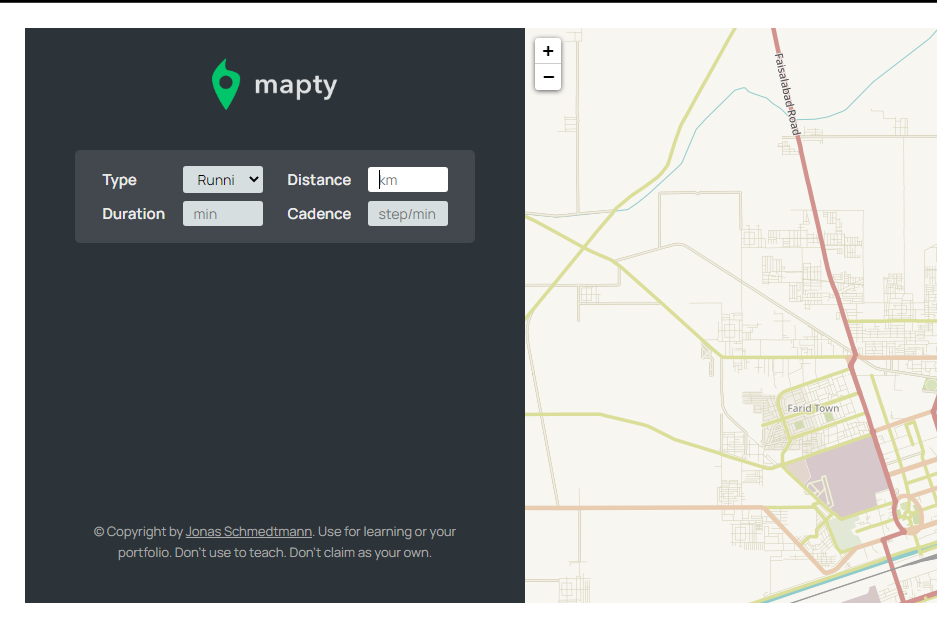 mapty
Type Runni Distance km
Duration min Cadence step/min
© Copyright by Jonas Schmedtmann. Use for learning or your
portfolio. Don't use to teach. Don't claim as your own.
+
−
Faisalabad Road
Farid Town